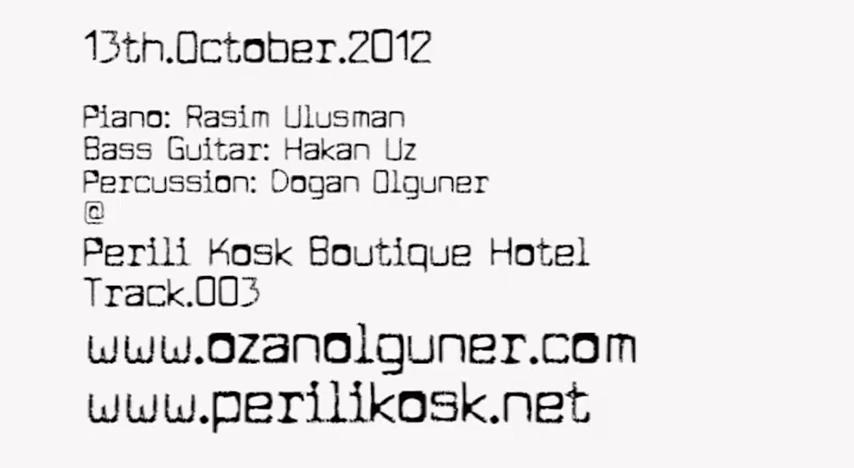 13th.October.2012
Piano: Rasim Ulusman
Bass Guitar: Hakan Uz
Percussion: Dogan Olguner
@
Perili Kosk Boutique Hotel
Track.003
www.ozanolguner.com
www.perilikosk.net